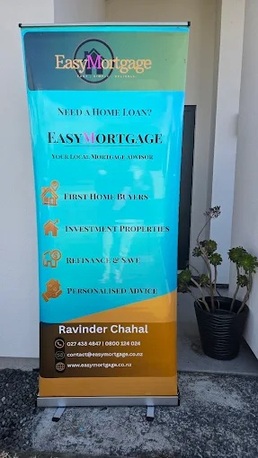 EasyMortgage
Need a Home Loan?
EasyMortgage
Your Local Mortgage Advisor
First Home Buyers
Investment Properties
Refinance & Save
Personalised Advice
Ravinder Chahal
027 438 4847 | 0800 124 024
contact@easymortgage.co.nz
www.easymortgage.co.nz